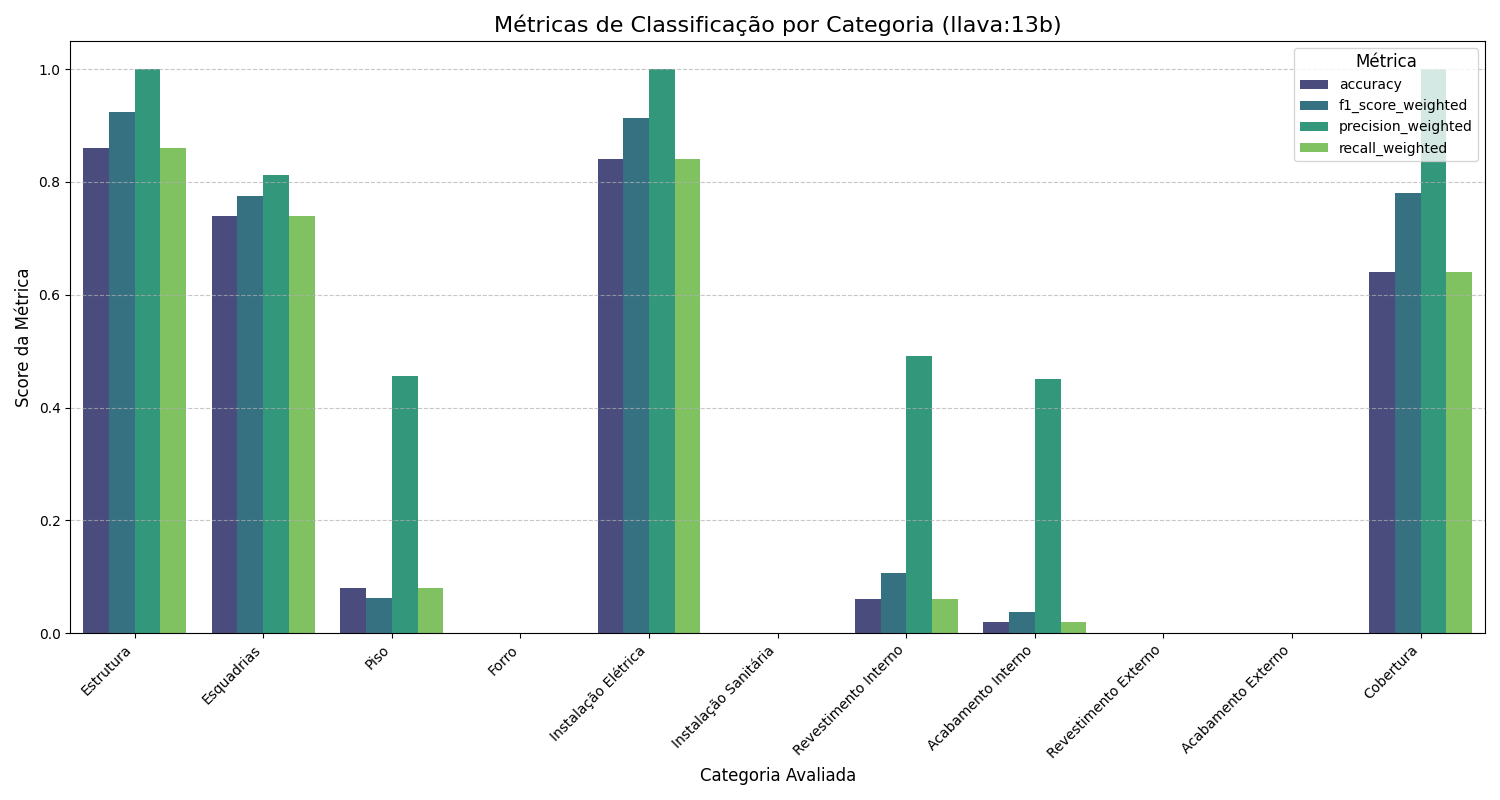 Métricas de Classificação por Categoria (llava:13b)
Métrica
accuracy
f1_score_weighted
precision_weighted
recall_weighted
Score da Métrica
1.0
0.8
0.6
0.4
0.2
0.0
Estrutura
Esquadrias
Piso
Forro
Instalação Elétrica
Instalação Sanitária
Revestimento Interno
Acabamento Interno
Revestimento Externo
Acabamento Externo
Cobertura
Categoria Avaliada